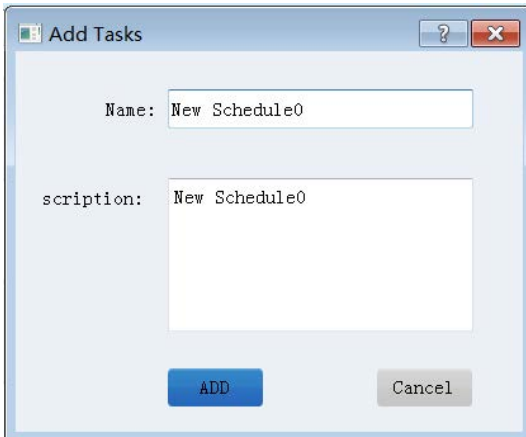 Add Tasks
Name: New Schedule0
scription: New Schedule0
ADD Cancel